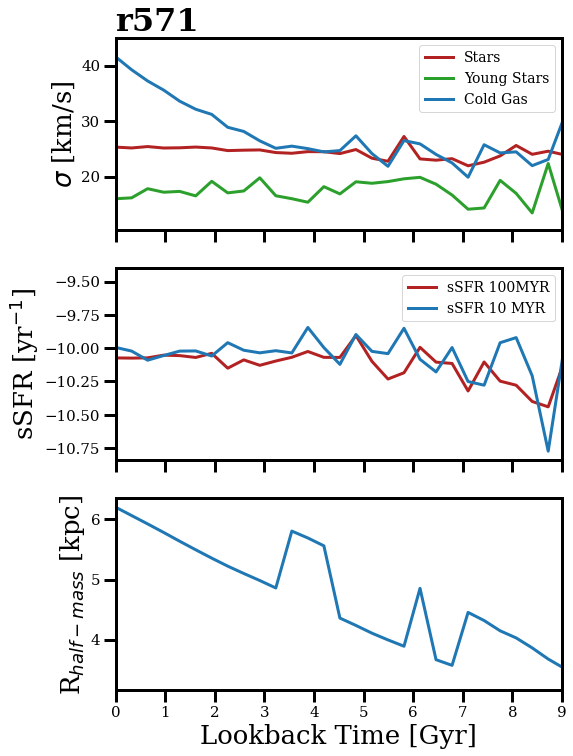 r571
σ [km/s]
40
30
20
Stars
Young Stars
Cold Gas
sSFR [yr⁻¹]
−9.50
−9.75
−10.00
−10.25
−10.50
−10.75
sSFR 100MYR
sSFR 10 MYR
R_half−mass [kpc]
6
5
4
0 1 2 3 4 5 6 7 8 9
Lookback Time [Gyr]